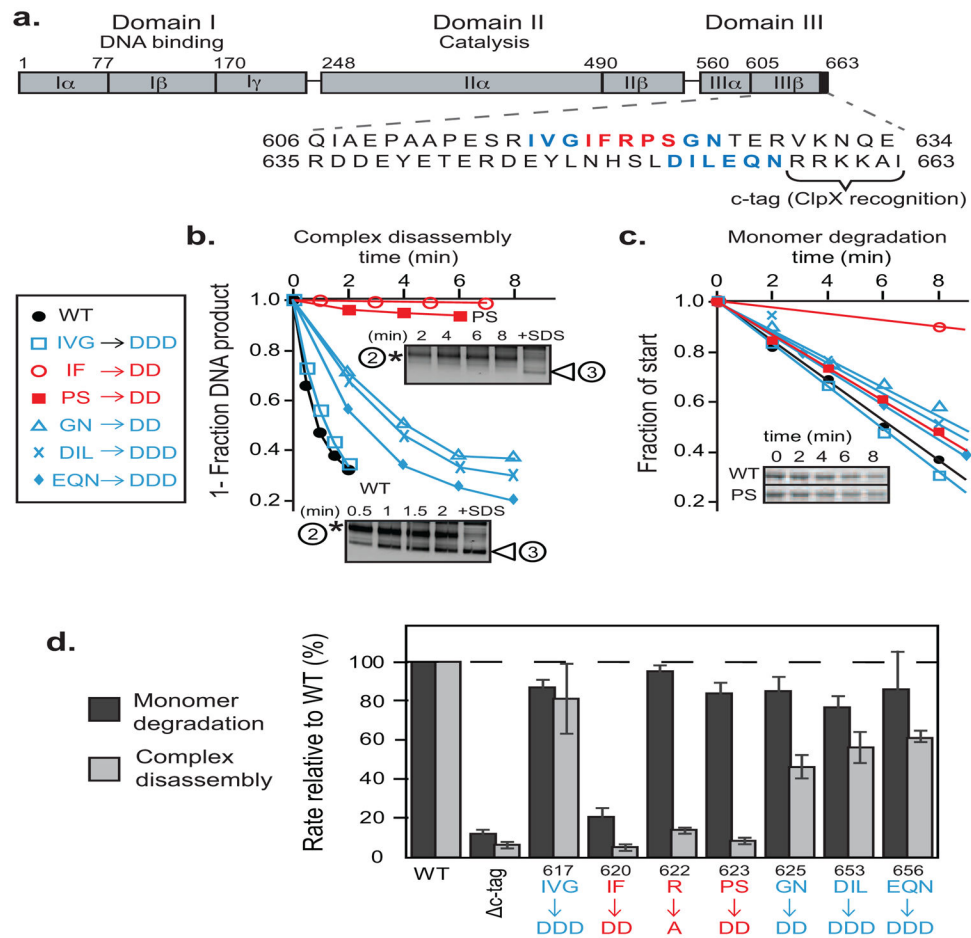 a.
Domain I
DNA binding
Domain II
Catalysis
Domain III
1 77 170 248 490 560 605 663
Iα Iβ Iγ IIα IIβ IIIα IIIβ
606 QIAEPAAPESRIVGIFRPSGNTERVKNQE 634
635 RDDEYETERDEYLNHSLDILEQNRRKKAI 663
c-tag (ClpX recognition)
WT
IVG → DDD
IF → DD
PS → DD
GN → DD
DIL → DDD
EQN → DDD
b.
Complex disassembly
time (min)
0 2 4 6 8
1.0
0.8
0.6
0.4
0.2
1- Fraction DNA product
PS
(min) 2 4 6 8 +SDS
② * ③
WT
(min) 0.5 1 1.5 2 +SDS
② * ③
c.
Monomer degradation
time (min)
0 2 4 6 8
1.0
0.8
0.6
0.4
0.2
Fraction of start
time (min)
0 2 4 6 8
WT
PS
d.
Monomer
degradation
Complex
disassembly
Rate relative to WT (%)
100
80
60
40
20
0
WT
Δc-tag
617 620 622 623 625 653 656
IVG IF R PS GN DIL EQN
↓ ↓ ↓ ↓ ↓ ↓ ↓
DDD DD A DD DD DDD DDD